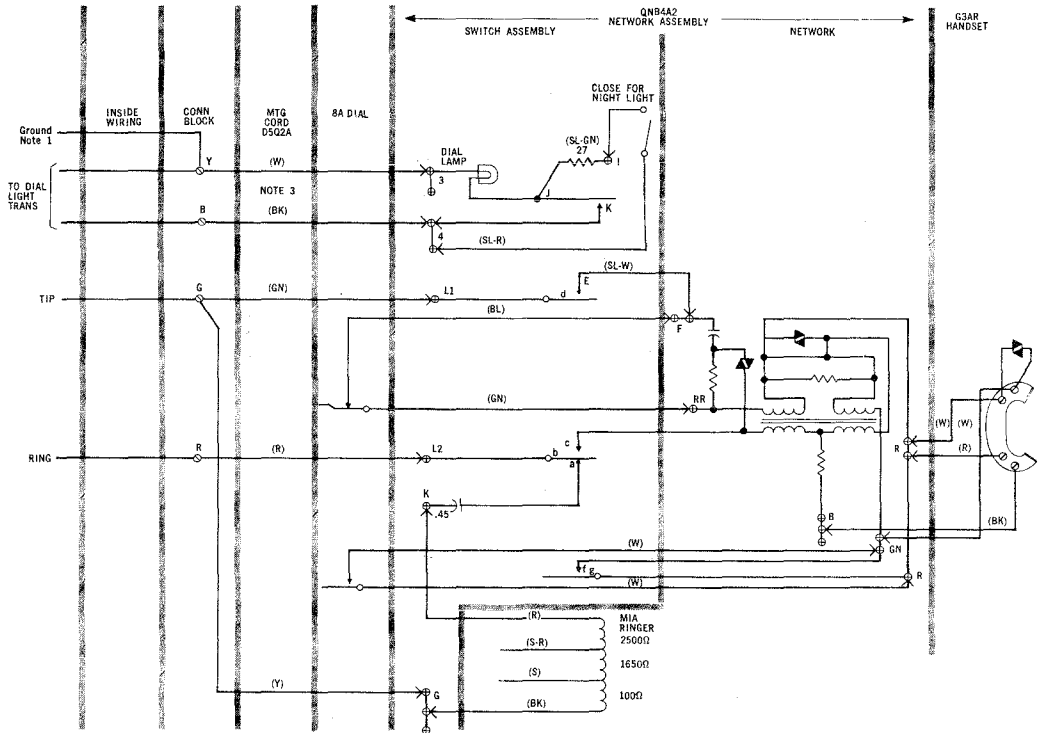 QNB4A2
NETWORK ASSEMBLY
SWITCH ASSEMBLY
NETWORK
G3AR
HANDSET
INSIDE
WIRING
CONN
BLOCK
MTG
CORD
D5Q2A
8A DIAL
CLOSE FOR
NIGHT LIGHT
Ground
Note 1
Y
(W)
DIAL
LAMP
3
(SL-GN)
27
I
J
TO DIAL
LIGHT
TRANS
NOTE 3
B
(BK)
K
4
(SL-R)
(SL-W)
E
G
TIP
(GN)
L1
d
(BL)
F
(GN)
RR
c
(W)
(W)
R
RING
R
(R)
L2
b
a
(R)
K
.45
B
(BK)
(W)
GN
f
g
R
(W)
(R)
MIA
RINGER
2500Ω
(S-R)
1650Ω
(S)
100Ω
(Y)
G
(BK)